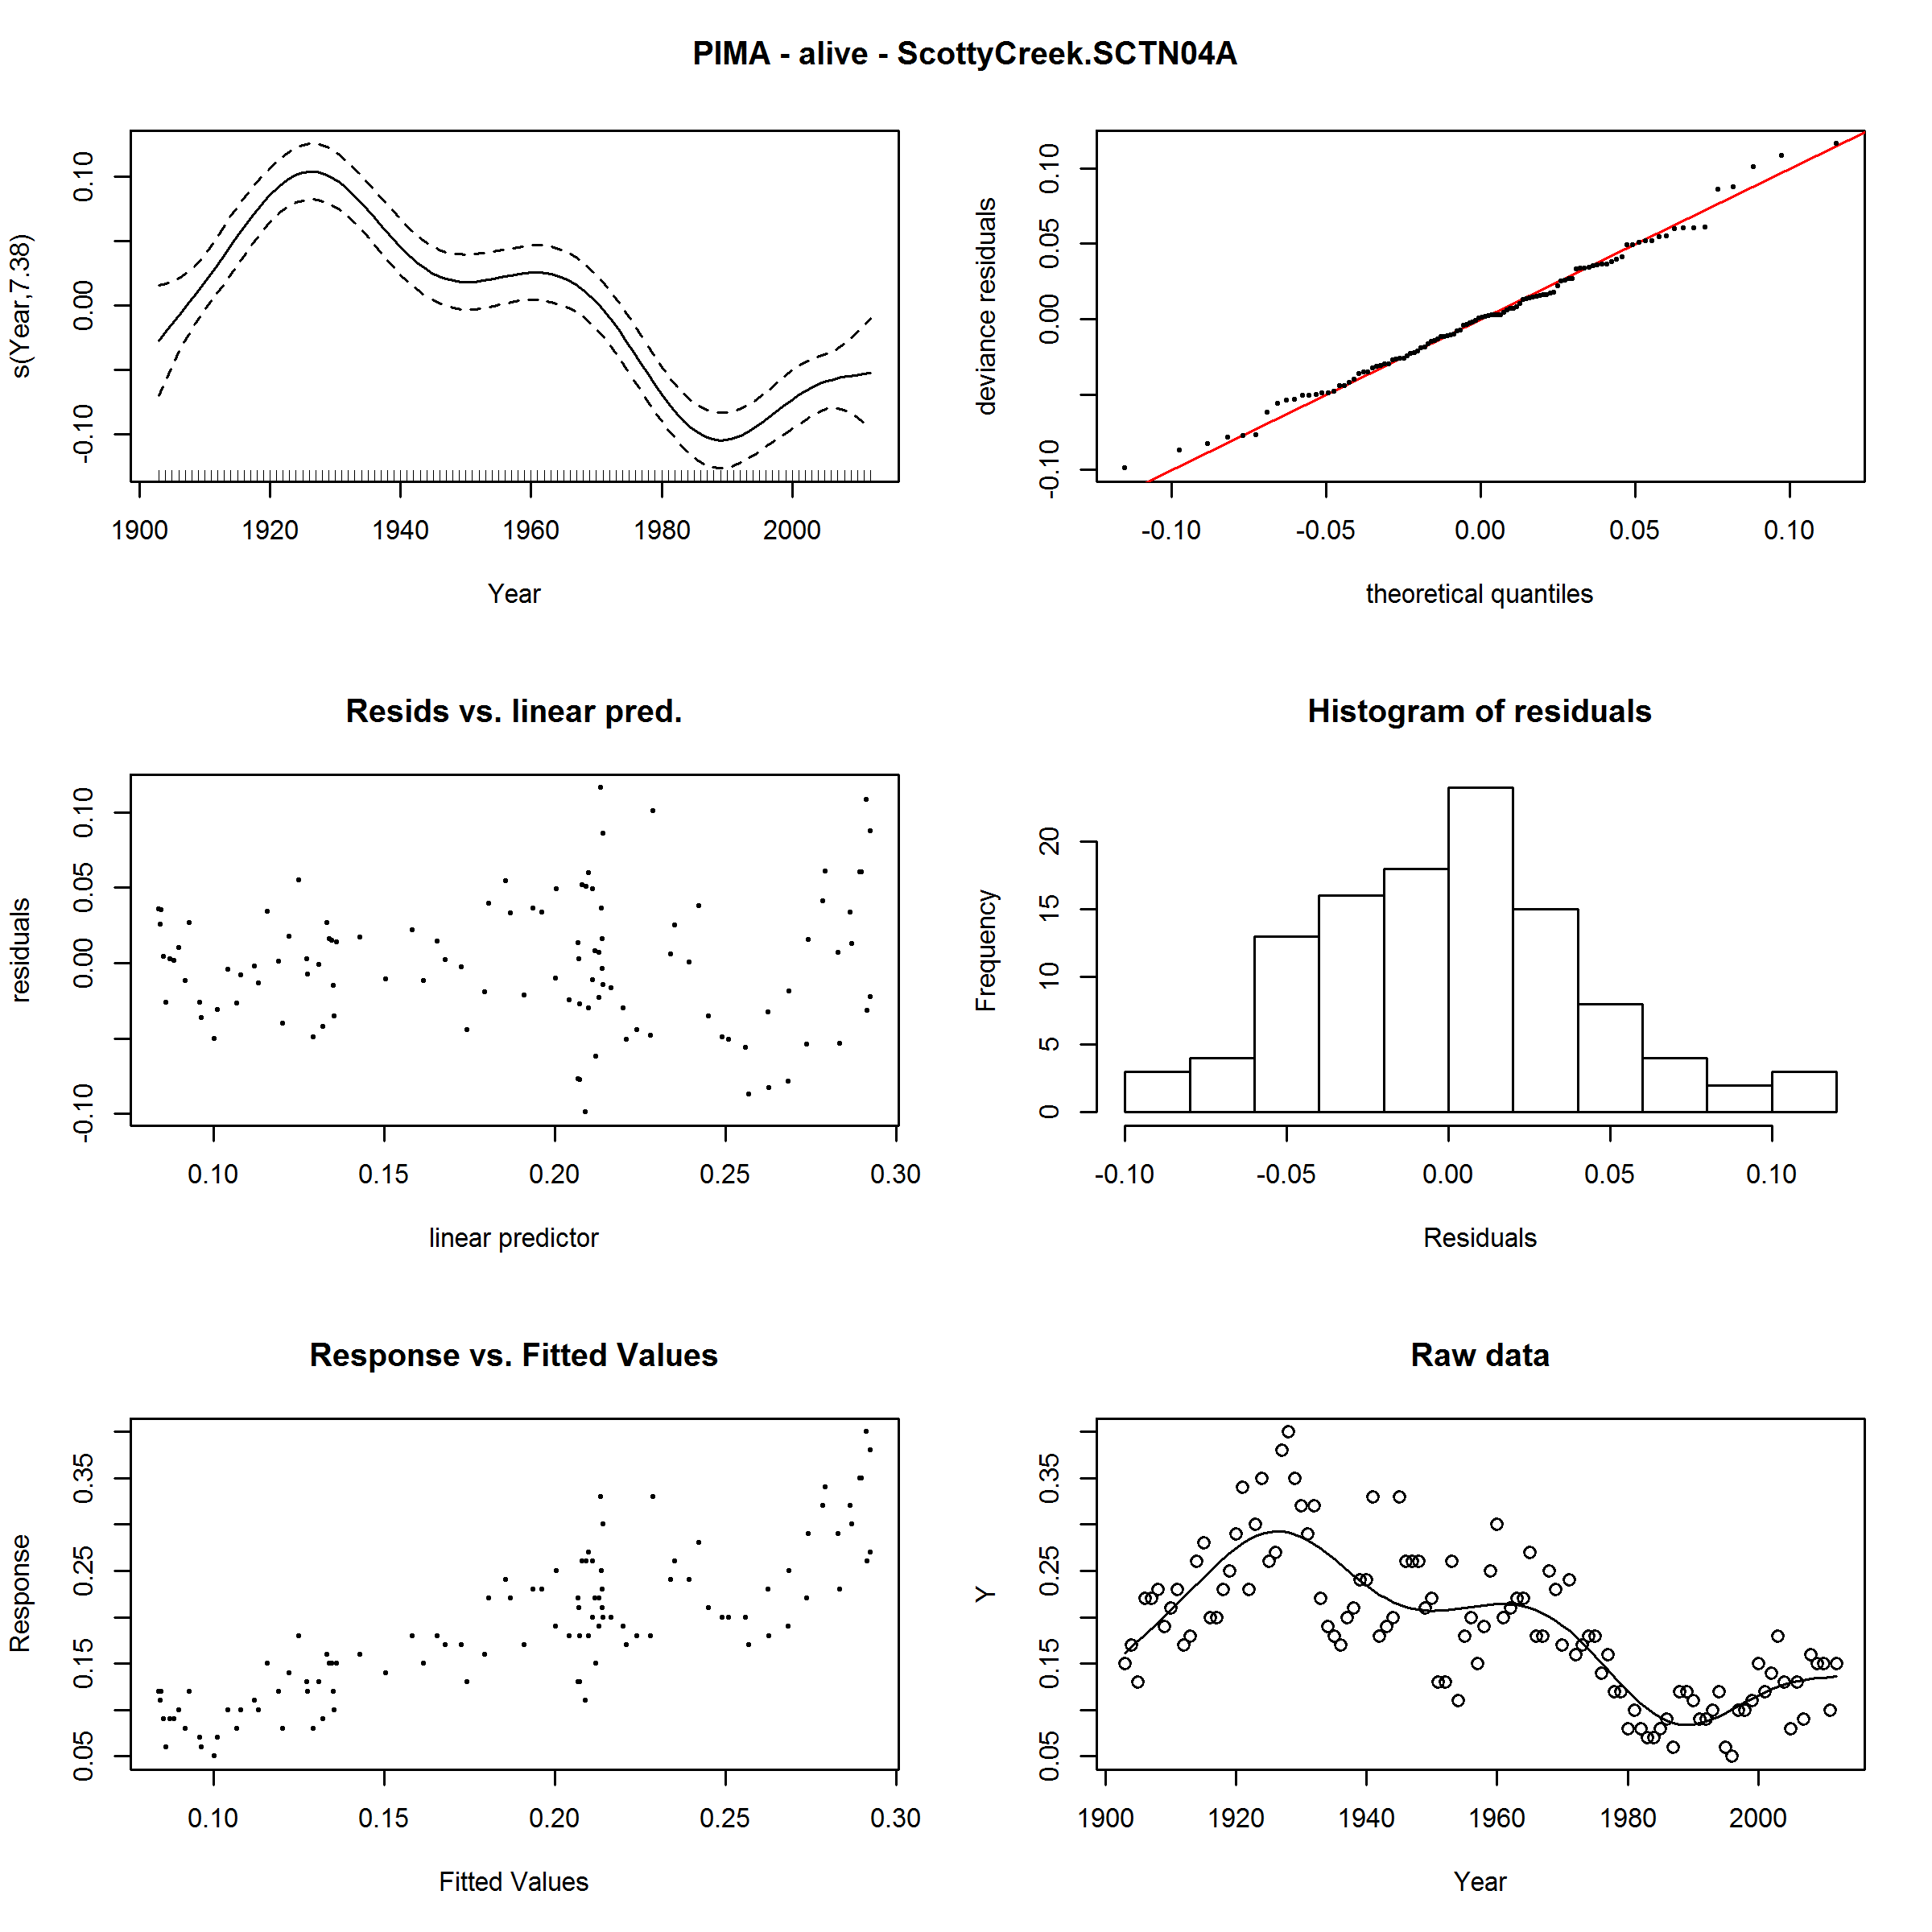 PIMA - alive - ScottyCreek.SCTN04A
s(Year,7.38)
0.10
0.00
-0.10
1900 1920 1940 1960 1980 2000
Year
deviance residuals
0.10
0.05
0.00
-0.10
-0.10 -0.05 0.00 0.05 0.10
theoretical quantiles
Resids vs. linear pred.
residuals
0.10
0.05
0.00
-0.10
0.10 0.15 0.20 0.25 0.30
linear predictor
Histogram of residuals
Frequency
20
15
10
5
0
-0.10 -0.05 0.00 0.05 0.10
Residuals
Response vs. Fitted Values
Response
0.35
0.25
0.15
0.05
0.10 0.15 0.20 0.25 0.30
Fitted Values
Raw data
Y
0.35
0.25
0.15
0.05
1900 1920 1940 1960 1980 2000
Year